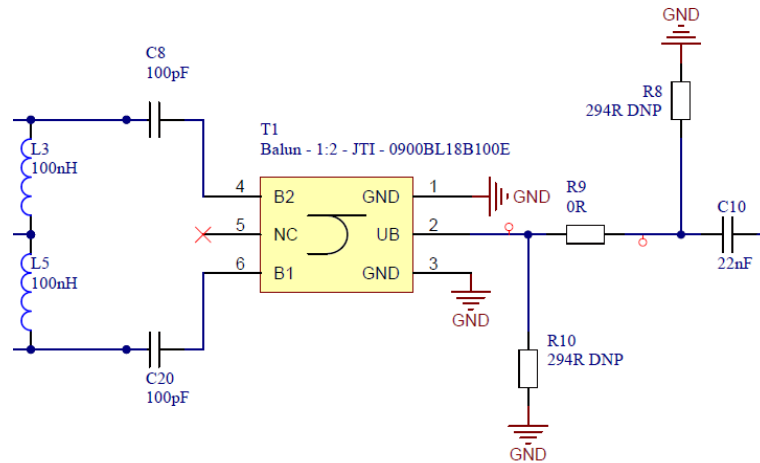 GND
C8
100pF
R8
294R DNP
T1
Balun - 1:2 - JTI - 0900BL18B100E
L3
100nH
4
B2
GND
1
GND
R9
0R
C10
22nF
5
NC
UB
2
L5
100nH
6
B1
GND
3
GND
R10
294R DNP
C20
100pF
GND